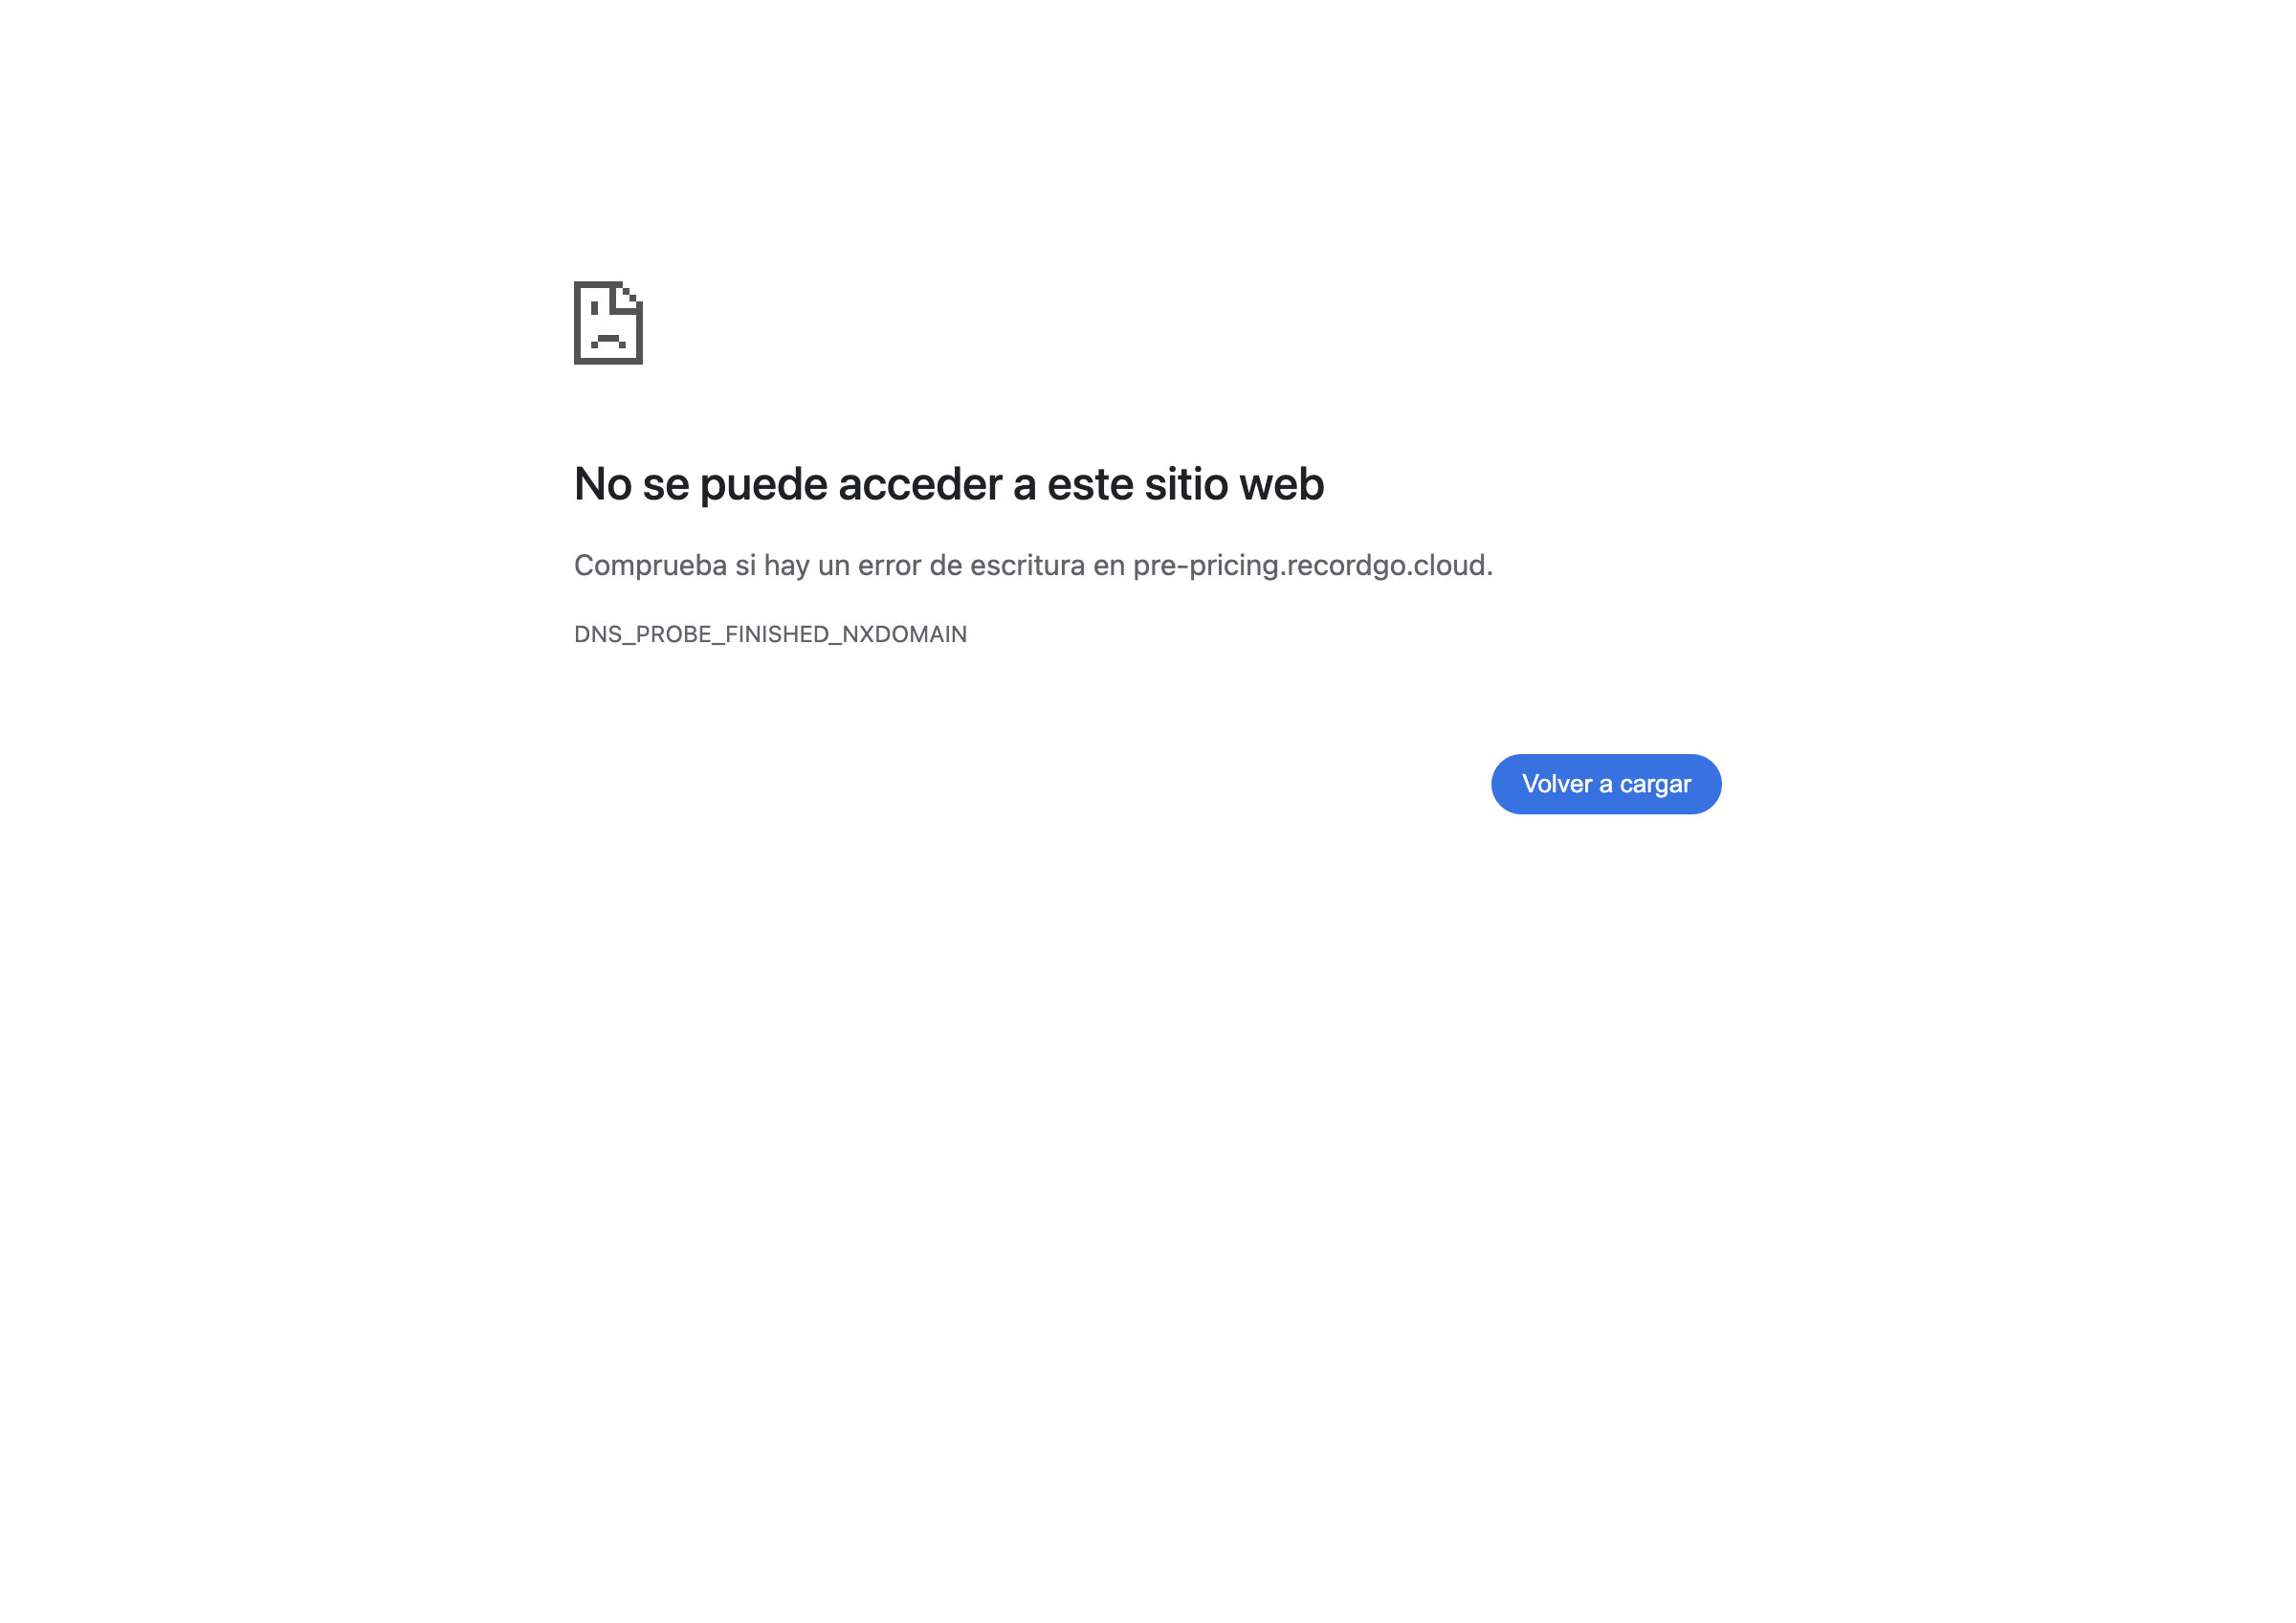 No se puede acceder a este sitio web
Comprueba si hay un error de escritura en pre-pricing.recordgo.cloud.
DNS_PROBE_FINISHED_NXDOMAIN
Volver a cargar